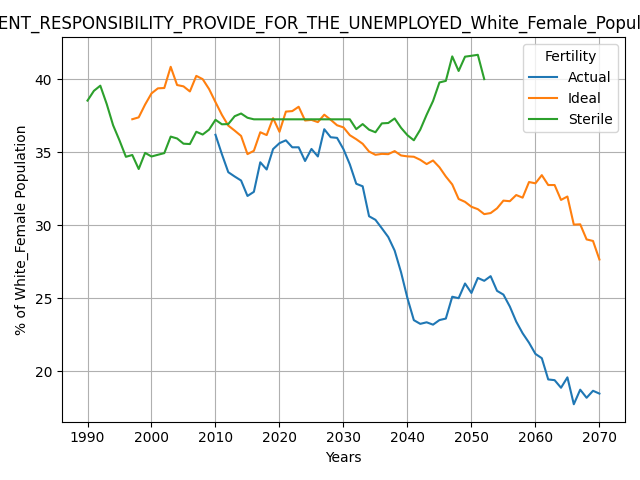 ENT_RESPONSIBILITY_PROVIDE_FOR_THE_UNEMPLOYED_White_Female_Popul
Fertility
Actual
Ideal
Sterile
% of White_Female Population
40
35
30
25
20
1990 2000 2010 2020 2030 2040 2050 2060 2070
Years